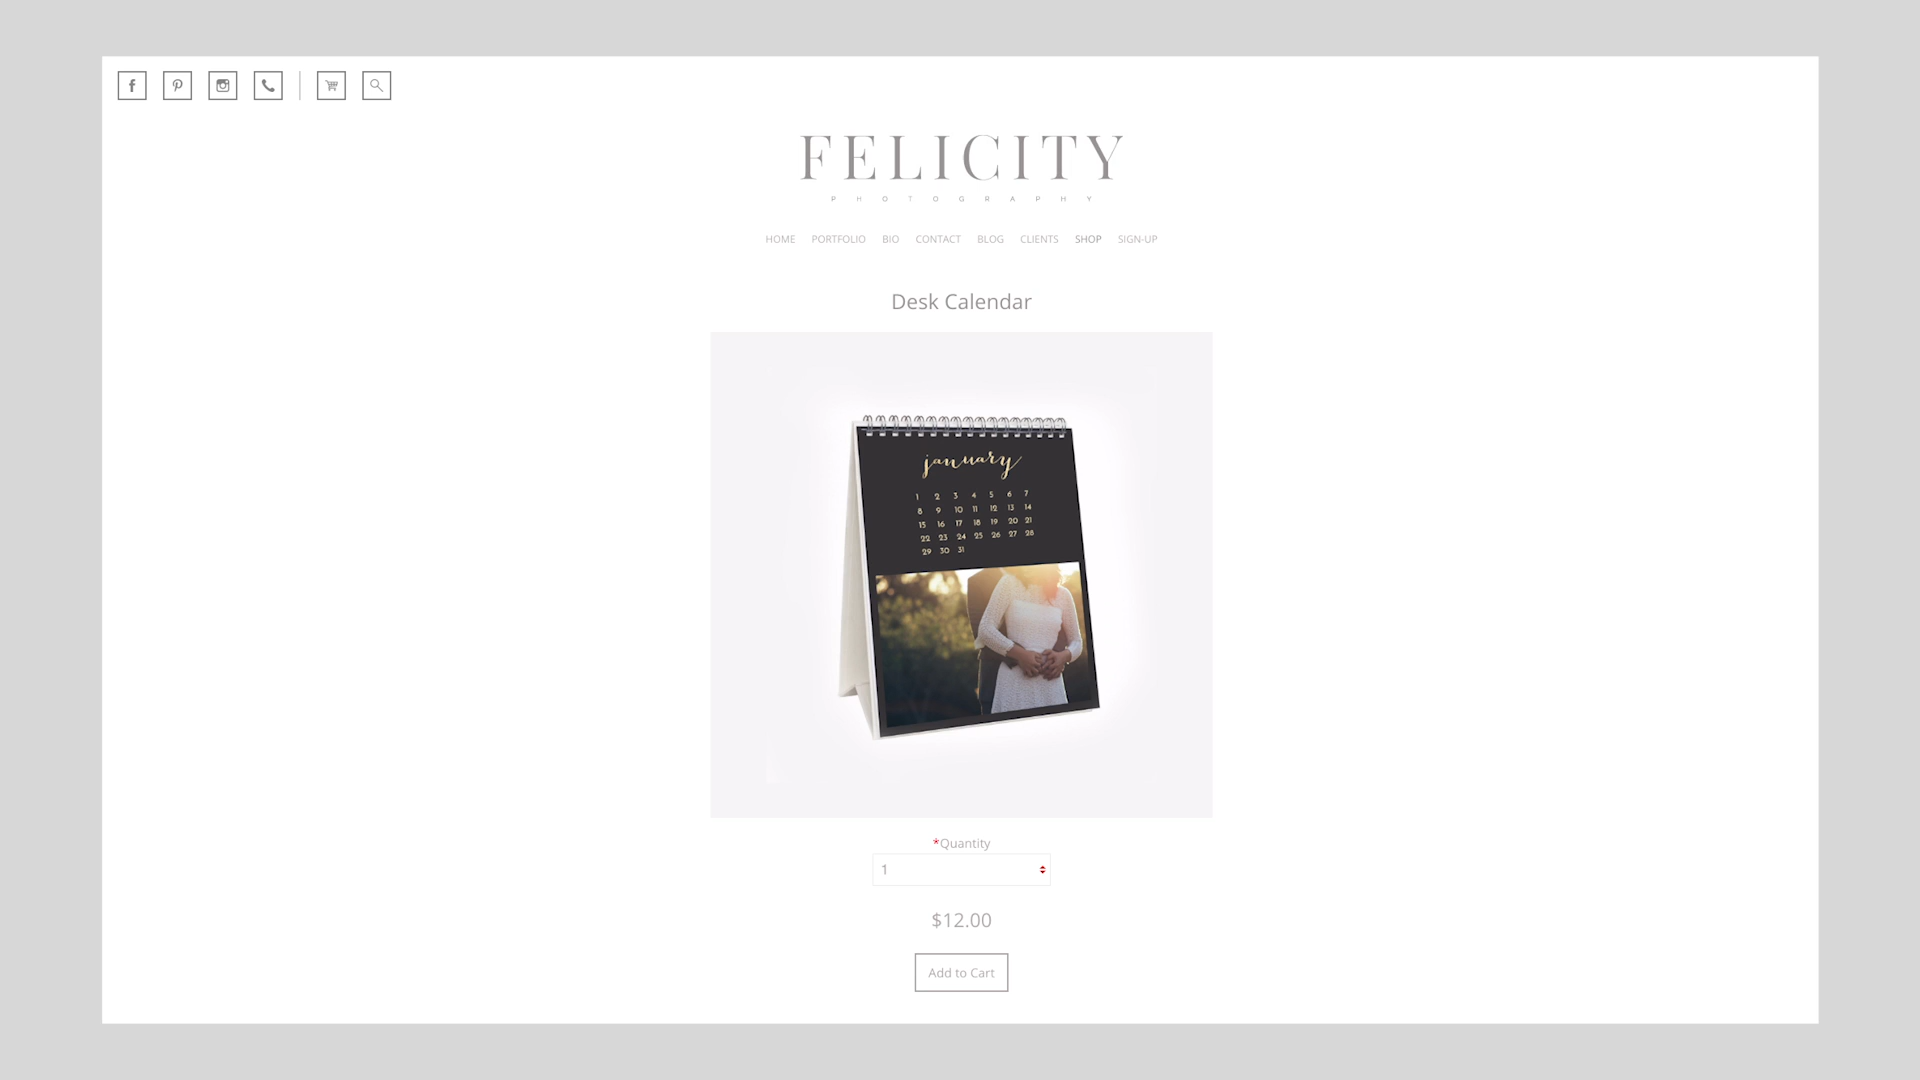 FELICITY
PHOTOGRAPHY
HOME PORTFOLIO BIO CONTACT BLOG CLIENTS SHOP SIGN-UP
Desk Calendar
january
1 2 3 4 5 6 7
8 9 10 11 12 13 14
15 16 17 18 19 20 21
22 23 24 25 26 27 28
29 30 31
*Quantity
1
$12.00
Add to Cart